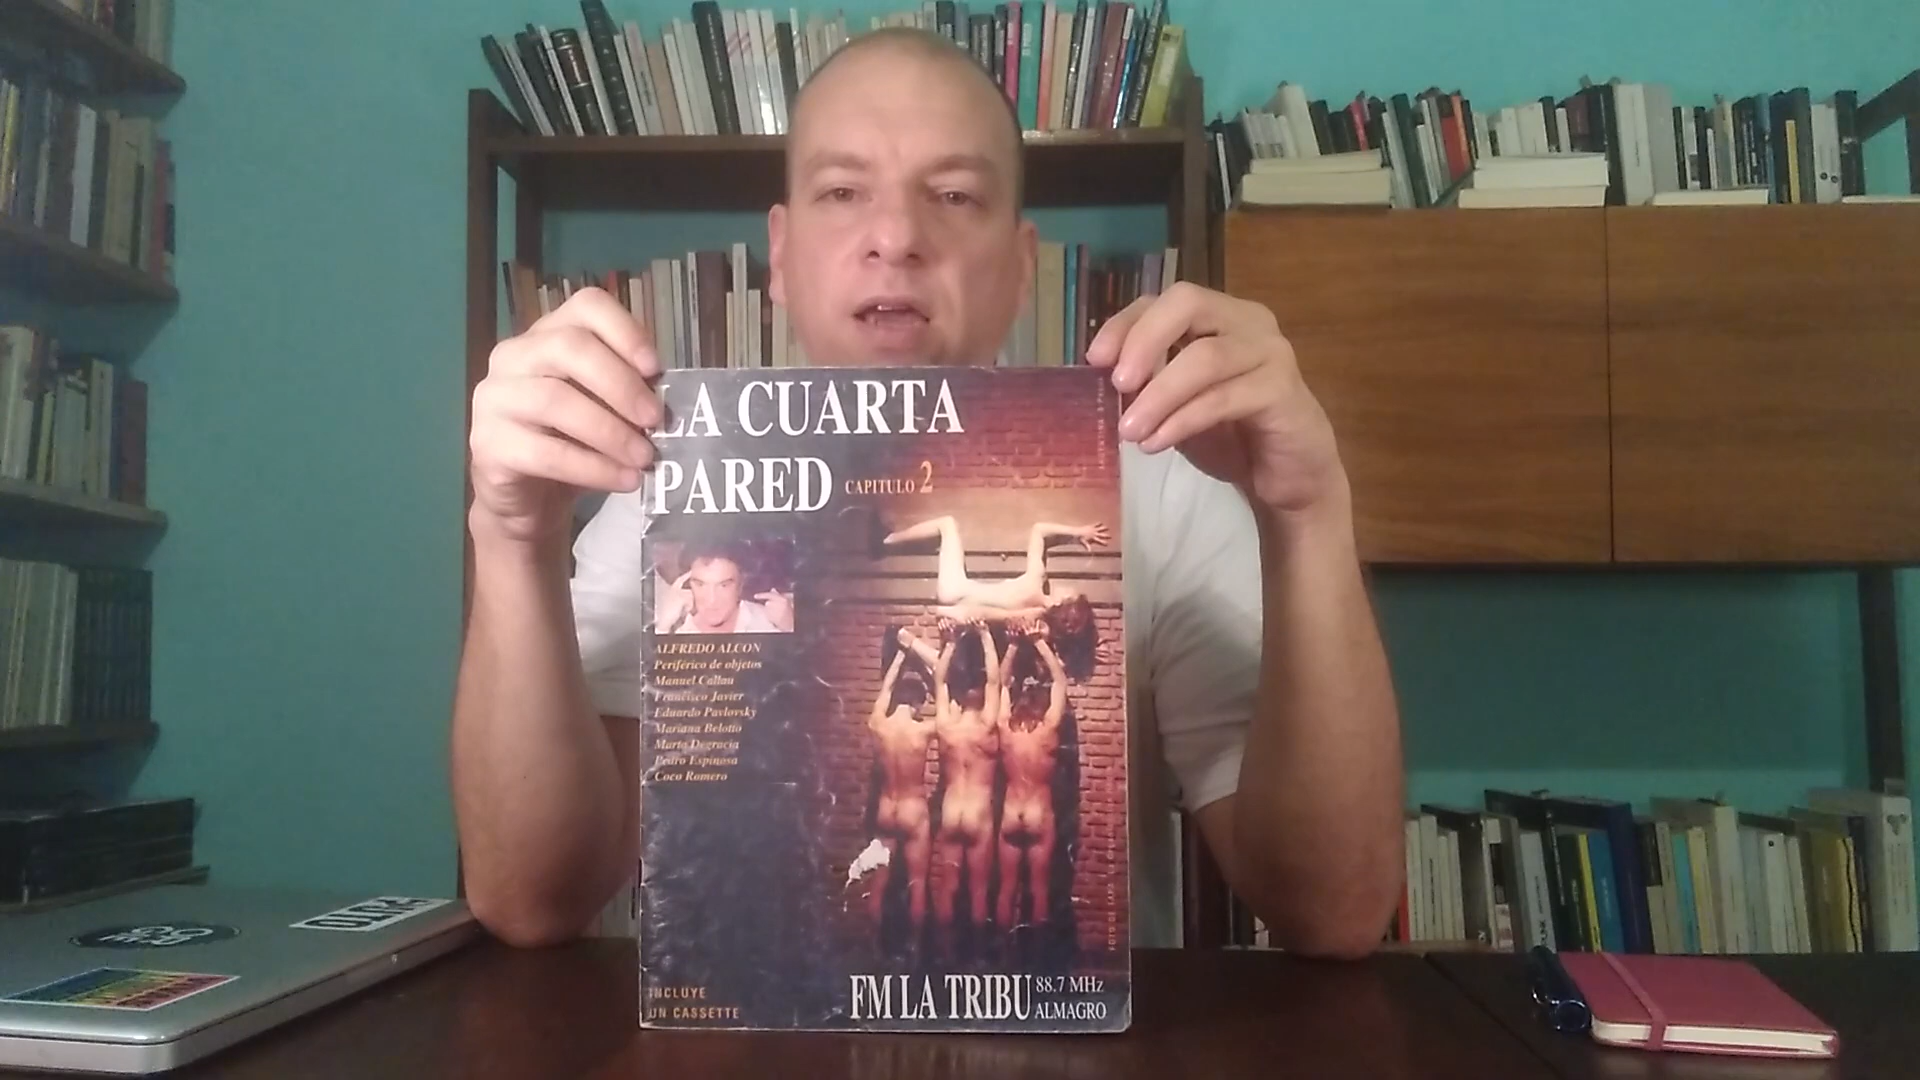 LA CUARTA
PARED CAPITULO 2
ALFREDO ALCON
Periférico de objetos
Manuel Callau
Francisco Javier
Eduardo Pavlovsky
Mariana Belotto
Marta Degracia
Pedro Espinosa
Coco Romero
INCLUYE
UN CASSETTE
FM LA TRIBU 88.7 MHz
ALMAGRO